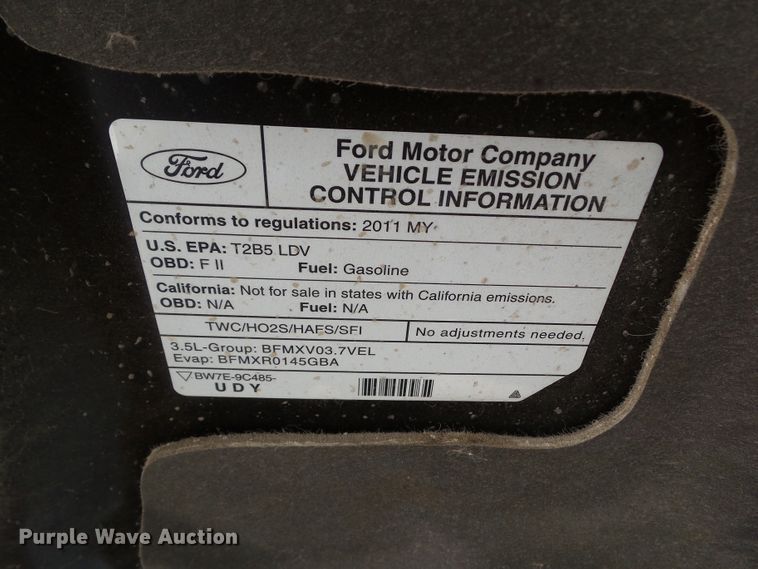 Ford
Ford Motor Company
VEHICLE EMISSION
CONTROL INFORMATION
Conforms to regulations: 2011 MY
U.S. EPA: T2B5 LDV
OBD: F II Fuel: Gasoline
California: Not for sale in states with California emissions.
OBD: N/A Fuel: N/A
TWC/HO2S/HAFS/SFI No adjustments needed.
3.5L-Group: BFMXV03.7VEL
Evap: BFMXR0145GBA
BW7E-9C485-
UDY
Purple Wave Auction